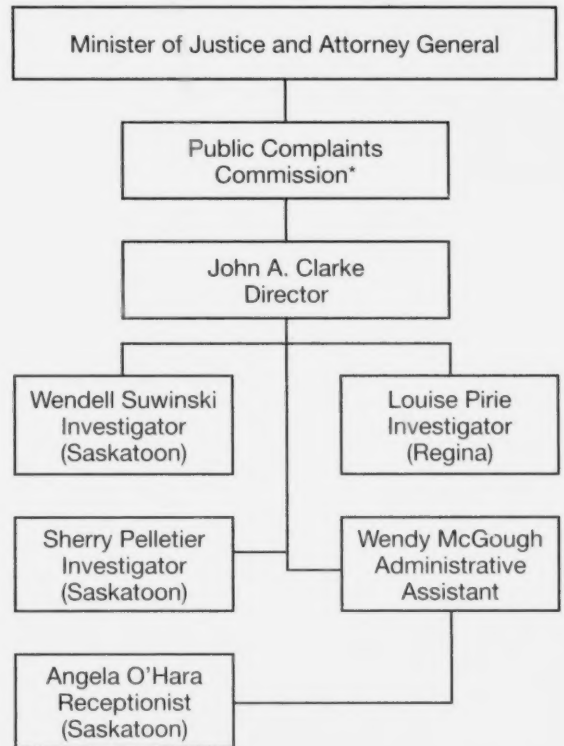 Minister of Justice and Attorney General
Public Complaints
Commission*
John A. Clarke
Director
Wendell Suwinski
Investigator
(Saskatoon)
Louise Pirie
Investigator
(Regina)
Sherry Pelletier
Investigator
(Saskatoon)
Wendy McGough
Administrative
Assistant
Angela O'Hara
Receptionist
(Saskatoon)